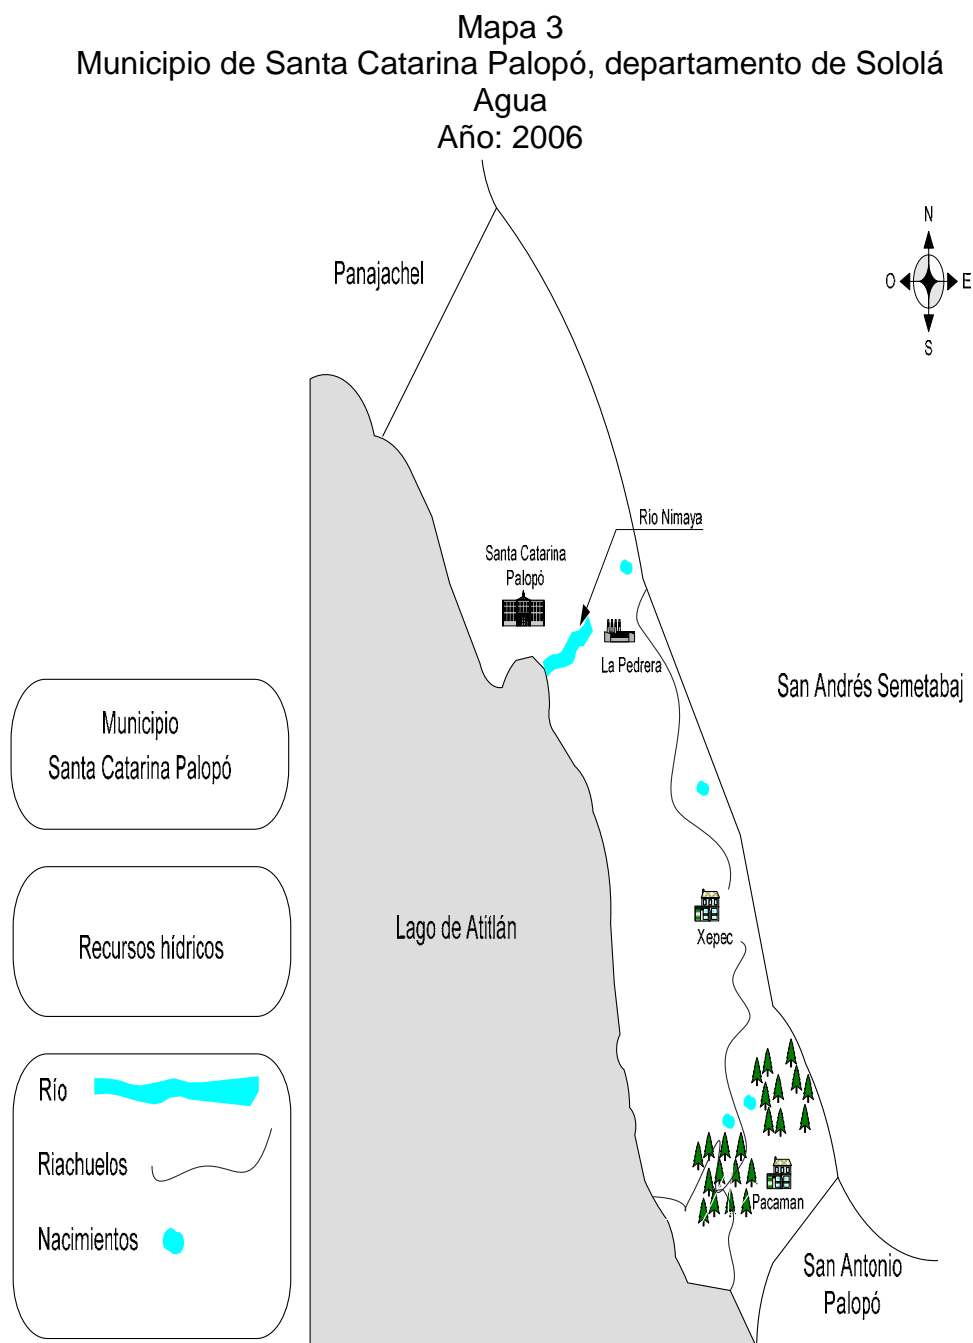 Mapa 3
Municipio de Santa Catarina Palopó, departamento de Sololá
Agua
Año: 2006
N
Panajachel
O
E
S
Río Nimaya
Santa Catarina
Palopó
La Pedrera
San Andrés Semetabaj
Municipio
Santa Catarina Palopó
Lago de Atitlán
Xepec
Recursos hídricos
Río
Riachuelos
Nacimientos
Pacaman
San Antonio
Palopó